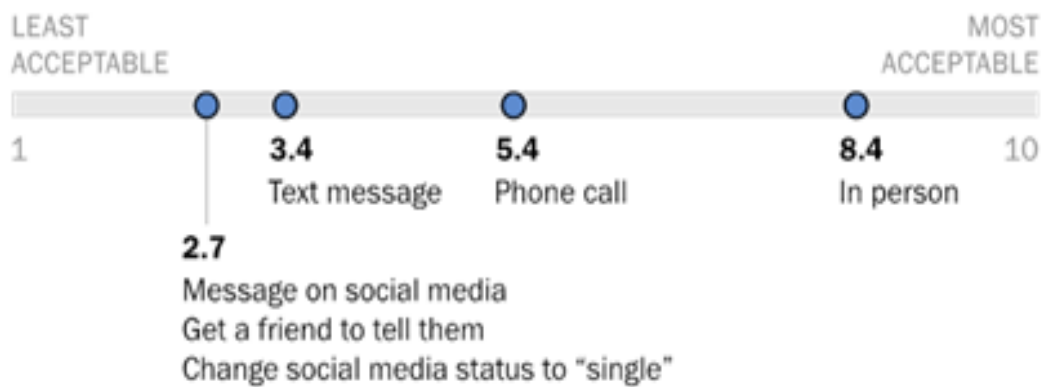 LEAST
ACCEPTABLE
MOST
ACCEPTABLE
1
10
3.4
Text message
5.4
Phone call
8.4
In person
2.7
Message on social media
Get a friend to tell them
Change social media status to “single”